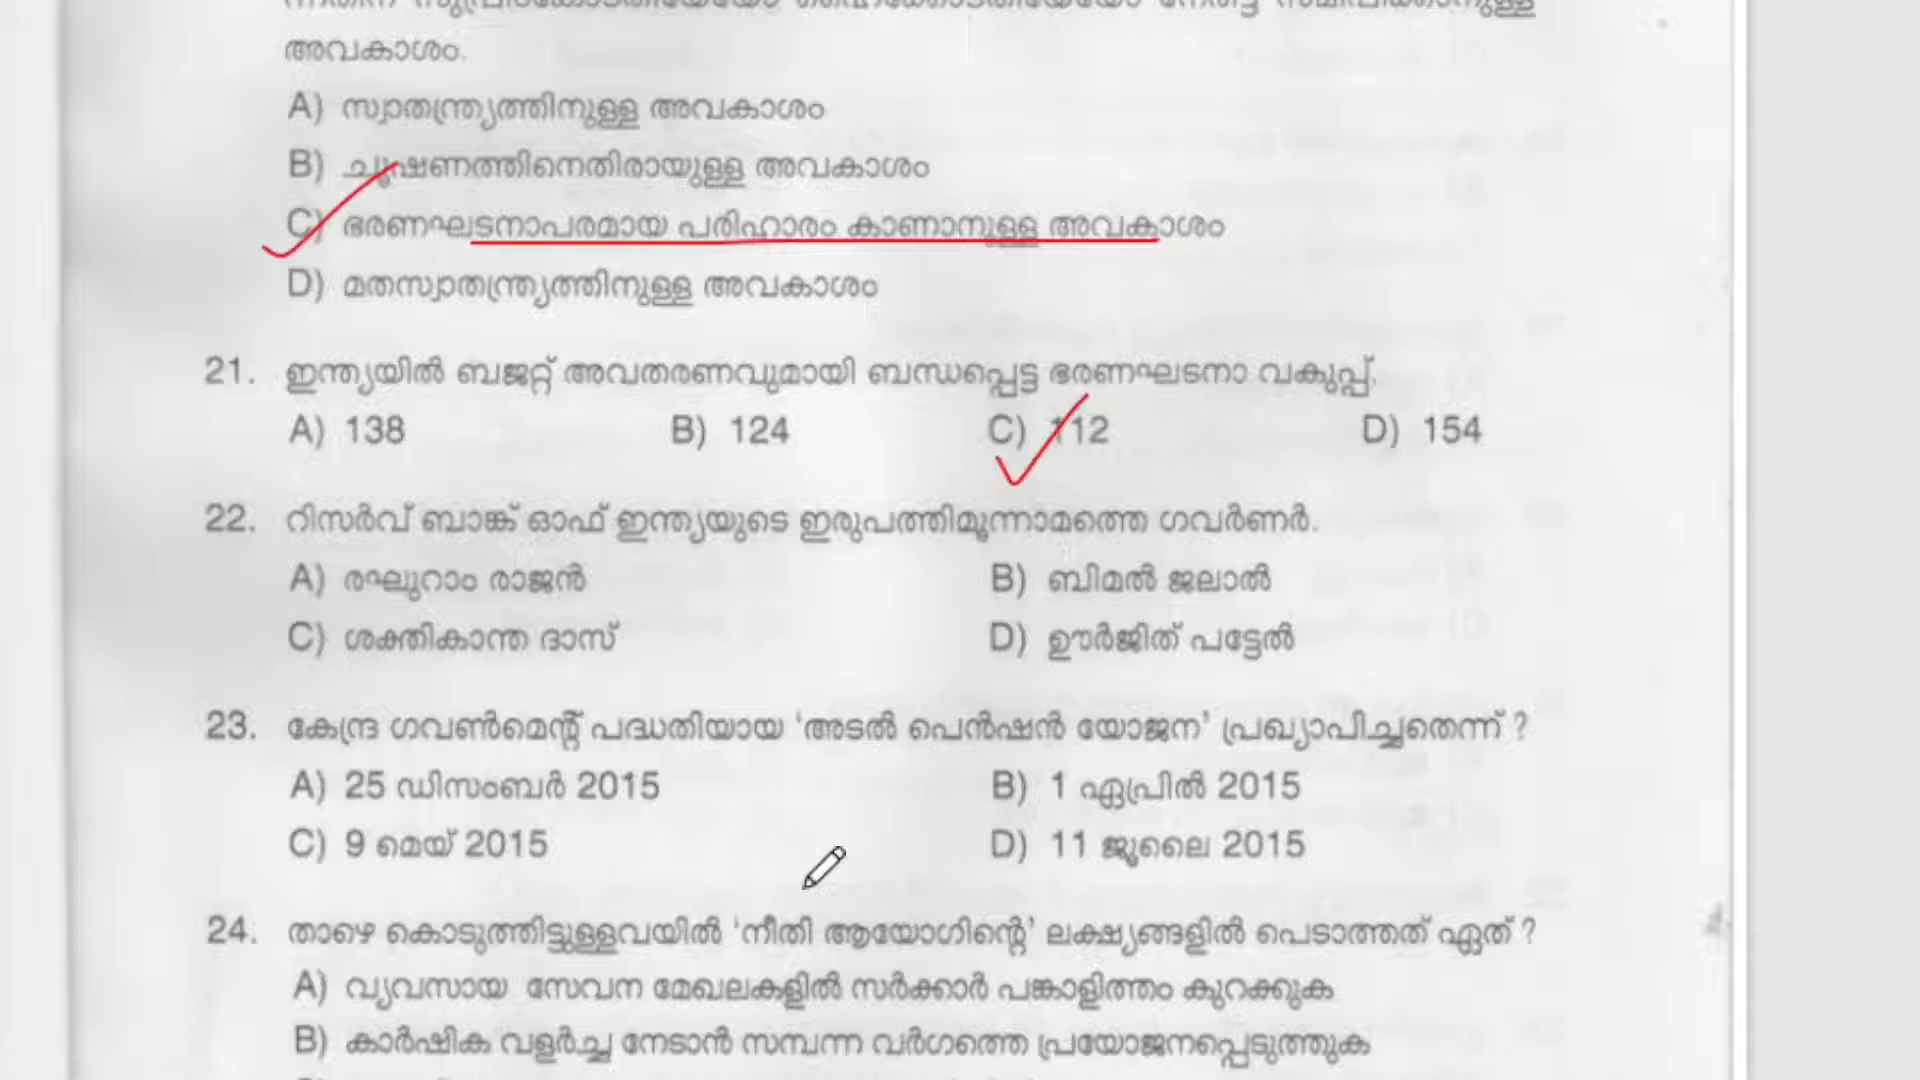 അവകാശം.
A) സ്വാതന്ത്ര്യത്തിനുള്ള അവകാശം
B) ചൂഷണത്തിനെതിരായുള്ള അവകാശം
C) ഭരണഘടനാപരമായ പരിഹാരം കാണാനുള്ള അവകാശം
D) മതസ്വാതന്ത്ര്യത്തിനുള്ള അവകാശം
21. ഇന്ത്യയിൽ ബജറ്റ് അവതരണവുമായി ബന്ധപ്പെട്ട ഭരണഘടനാ വകുപ്പ്.
A) 138 B) 124 C) 112 D) 154
22. റിസർവ് ബാങ്ക് ഓഫ് ഇന്ത്യയുടെ ഇരുപത്തിമൂന്നാമത്തെ ഗവർണർ.
A) രഘുറാം രാജൻ B) ബിമൽ ജലാൽ
C) ശക്തികാന്ത ദാസ് D) ഊർജിത് പട്ടേൽ
23. കേന്ദ്ര ഗവൺമെന്റ് പദ്ധതിയായ 'അടൽ പെൻഷൻ യോജന' പ്രഖ്യാപിച്ചതെന്ന് ?
A) 25 ഡിസംബർ 2015 B) 1 ഏപ്രിൽ 2015
C) 9 മെയ് 2015 D) 11 ജൂലൈ 2015
24. താഴെ കൊടുത്തിട്ടുള്ളവയിൽ 'നീതി ആയോഗിന്റെ' ലക്ഷ്യങ്ങളിൽ പെടാത്തത് ഏത് ?
A) വ്യവസായ സേവന മേഖലകളിൽ സർക്കാർ പങ്കാളിത്തം കുറക്കുക
B) കാർഷിക വളർച്ച നേടാൻ സമ്പന്ന വർഗത്തെ പ്രയോജനപ്പെടുത്തുക